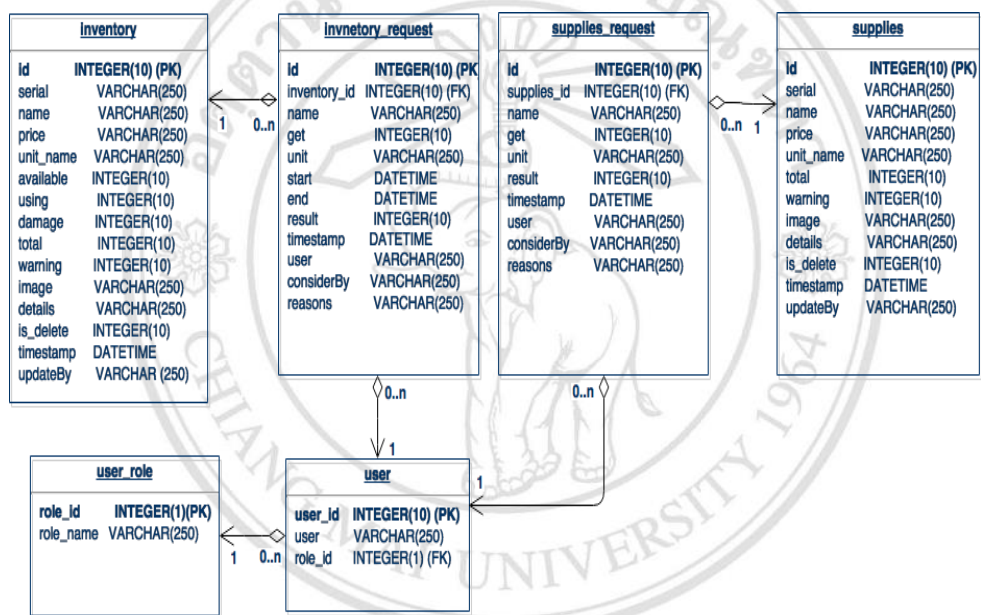 inventory
id INTEGER(10) (PK)
serial VARCHAR(250)
name VARCHAR(250)
price VARCHAR(250)
unit_name VARCHAR(250)
available INTEGER(10)
using INTEGER(10)
damage INTEGER(10)
total INTEGER(10)
warning INTEGER(10)
image VARCHAR(250)
details VARCHAR(250)
is_delete INTEGER(10)
timestamp DATETIME
updateBy VARCHAR (250)
1 0..n
invnetory_request
id INTEGER(10) (PK
inventory_id INTEGER(10) (FK)
name VARCHAR(250)
get INTEGER(10)
unit VARCHAR(250)
start DATETIME
end DATETIME
result INTEGER(10)
timestamp DATETIME
user VARCHAR(250)
considerBy VARCHAR(250)
reasons VARCHAR(250)
supplies_request
id INTEGER(10) (PK)
supplies_id INTEGER(10) (FK)
name VARCHAR(250)
get INTEGER(10)
unit VARCHAR(250)
result INTEGER(10)
timestamp DATETIME
user VARCHAR(250)
considerBy VARCHAR(250)
reasons VARCHAR(250)
0..n 1
supplies
id INTEGER(10) (PK)
serial VARCHAR(250)
name VARCHAR(250)
price VARCHAR(250)
unit_name VARCHAR(250)
total INTEGER(10)
warning INTEGER(10)
image VARCHAR(250)
details VARCHAR(250)
is_delete INTEGER(10)
timestamp DATETIME
updateBy VARCHAR(250)
0..n
1
0..n
1
user_role
role_id INTEGER(1)(PK)
role_name VARCHAR(250)
1 0..n
user
user_id INTEGER(10) (PK)
user VARCHAR(250)
role_id INTEGER(1) (FK)
CHIANG MAI UNIVERSITY 1964